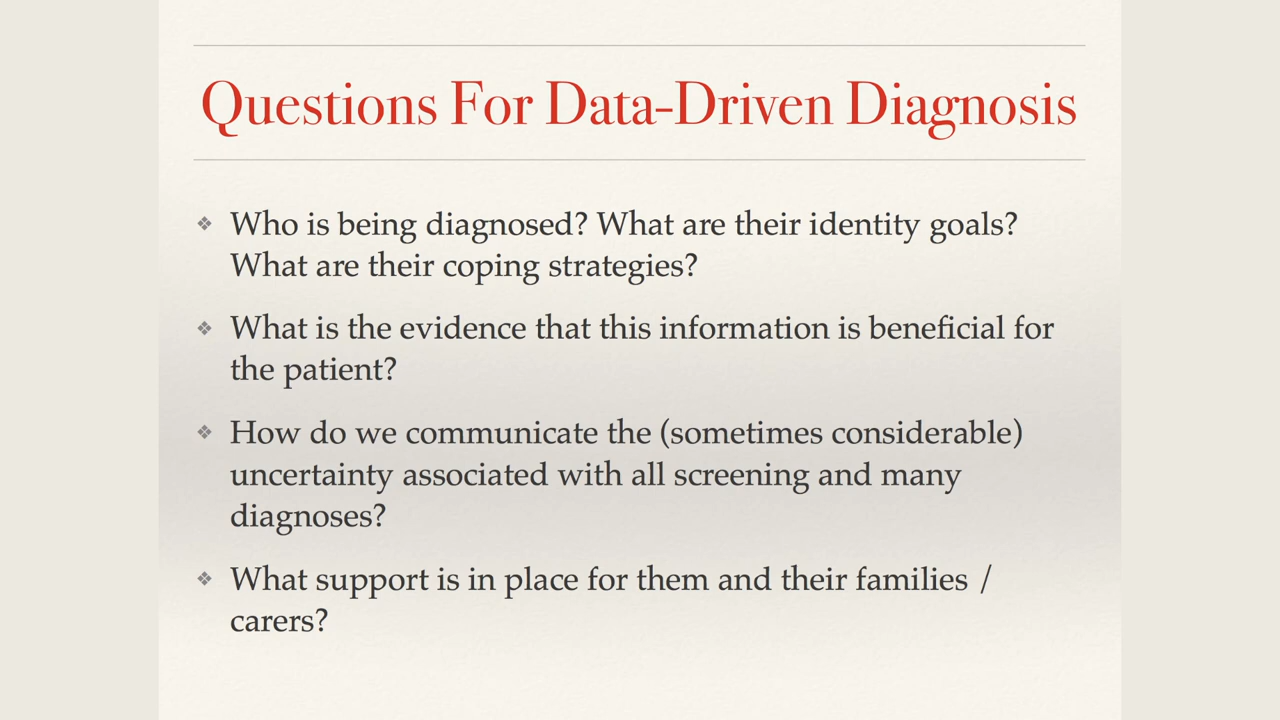 Questions For Data-Driven Diagnosis
❖ Who is being diagnosed? What are their identity goals?
What are their coping strategies?
❖ What is the evidence that this information is beneficial for
the patient?
❖ How do we communicate the (sometimes considerable)
uncertainty associated with all screening and many
diagnoses?
❖ What support is in place for them and their families /
carers?